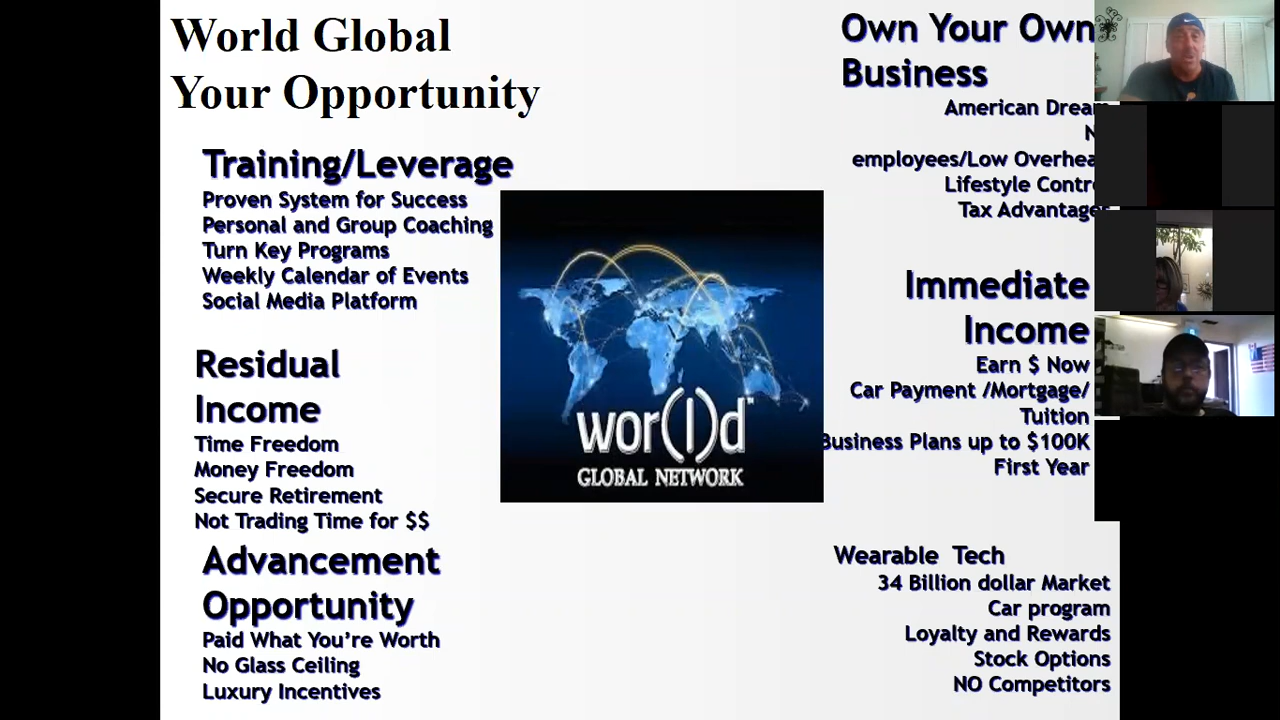 World Global
Your Opportunity
Training/Leverage
Proven System for Success
Personal and Group Coaching
Turn Key Programs
Weekly Calendar of Events
Social Media Platform
Residual
Income
Time Freedom
Money Freedom
Secure Retirement
Not Trading Time for $$
Advancement
Opportunity
Paid What You’re Worth
No Glass Ceiling
Luxury Incentives
wor(l)d™
GLOBAL NETWORK
Own Your Own
Business
American
Lifestyle
Tax
Immediate
Income
Earn $ Now
Car Payment /Mortgage/
Tuition
Business Plans up to $100K
First Year
Wearable Tech
34 Billion dollar Market
Car program
Loyalty and Rewards
Stock Options
NO Competitors